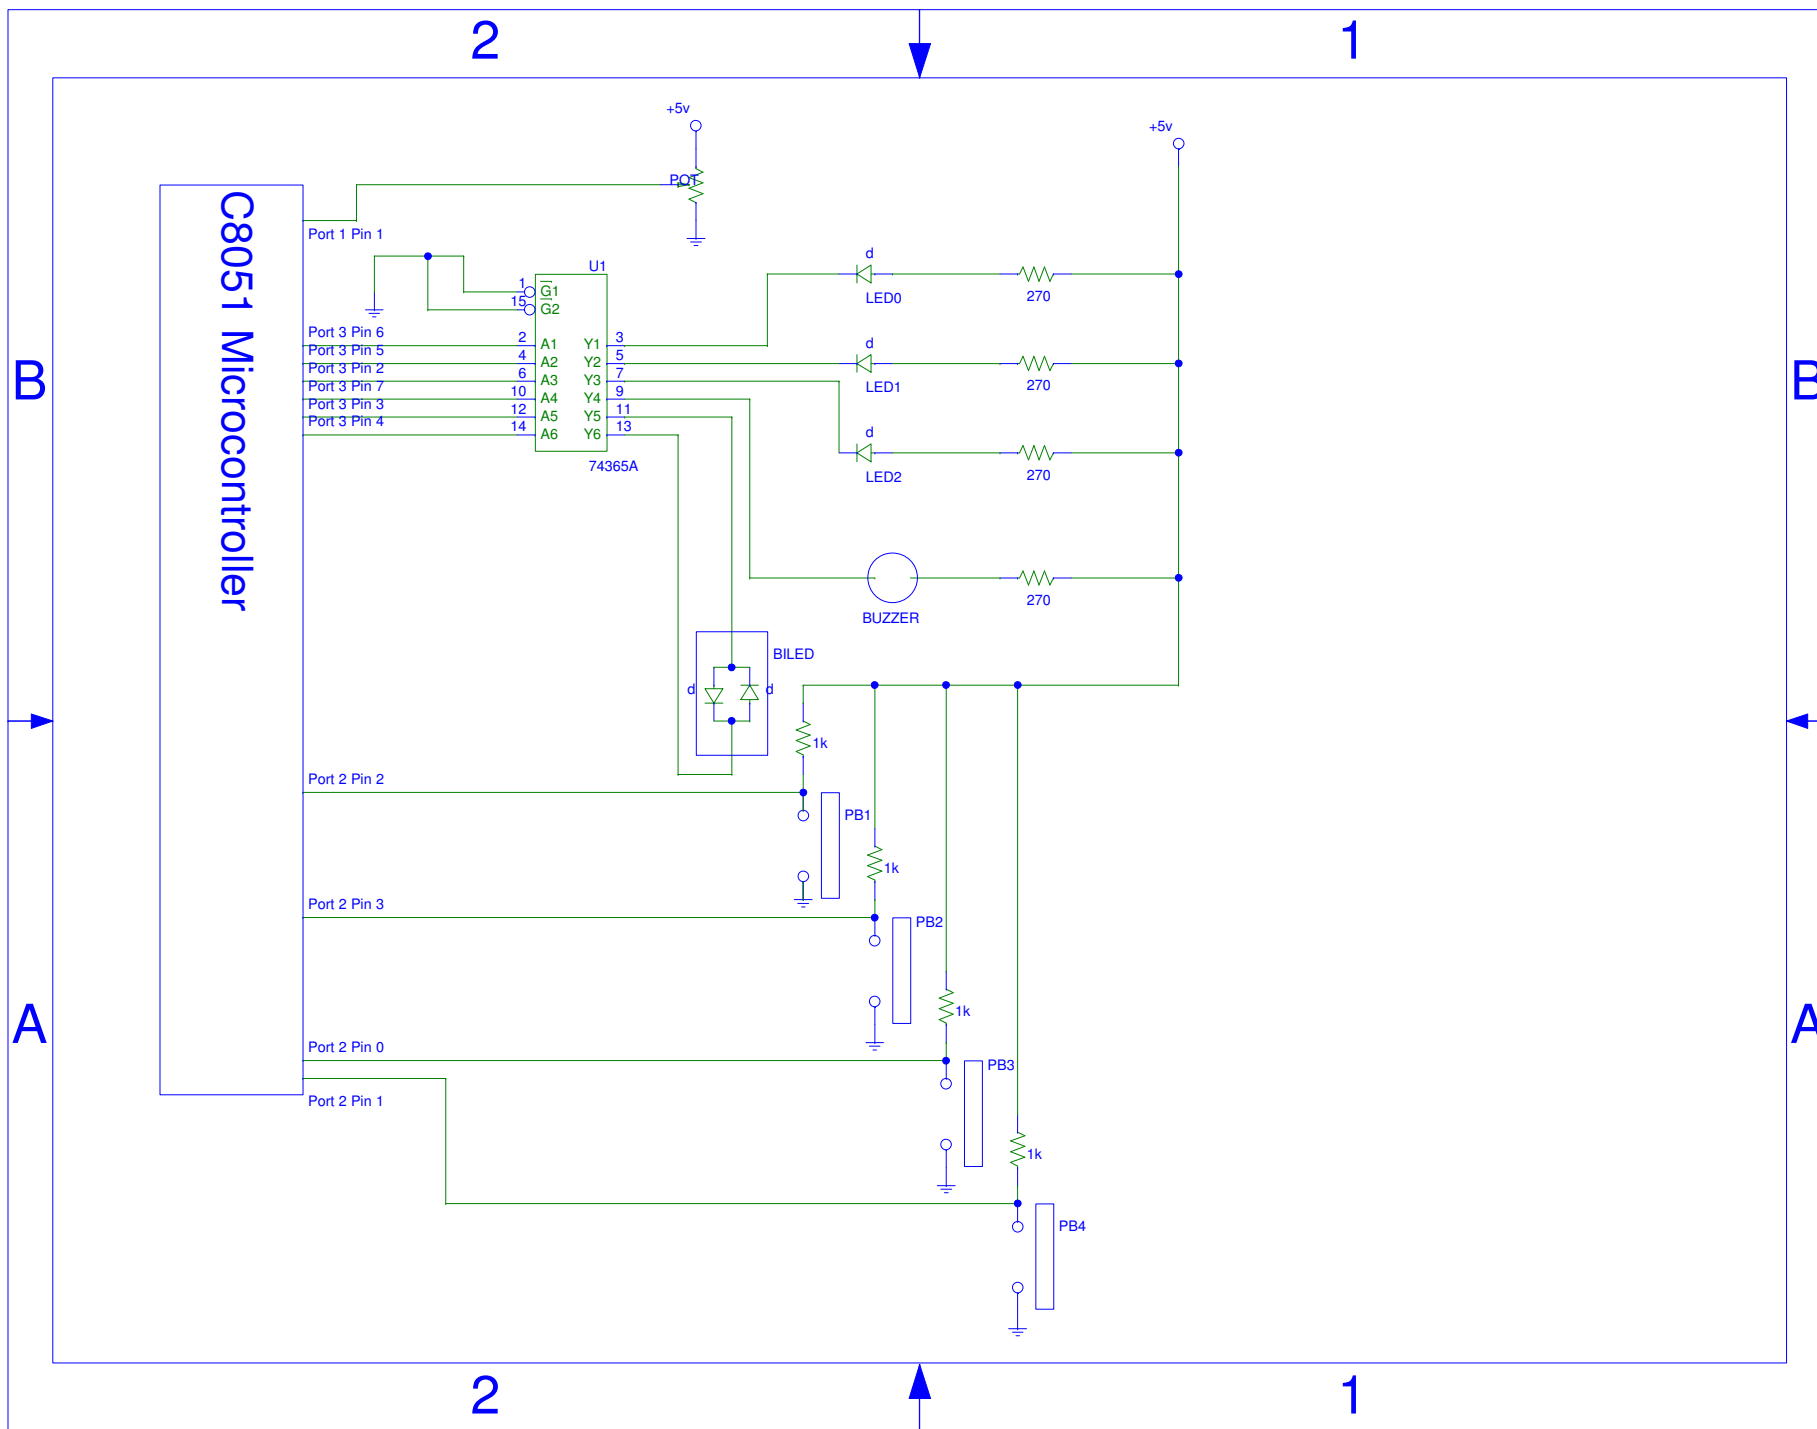 2
1
+5v
+5v
POT
C8051 Microcontroller
Port 1 Pin 1
U1
1
G1
15
G2
d
LED0
270
Port 3 Pin 6
2
A1
Y1
3
Port 3 Pin 5
4
A2
Y2
5
d
LED1
270
Port 3 Pin 2
6
A3
Y3
7
Port 3 Pin 7
10
A4
Y4
9
Port 3 Pin 3
12
A5
Y5
11
Port 3 Pin 4
14
A6
Y6
13
B
B
74365A
d
LED2
270
BUZZER
270
BILED
d
d
1k
Port 2 Pin 2
PB1
1k
Port 2 Pin 3
PB2
1k
A
A
Port 2 Pin 0
PB3
Port 2 Pin 1
1k
PB4
2
1